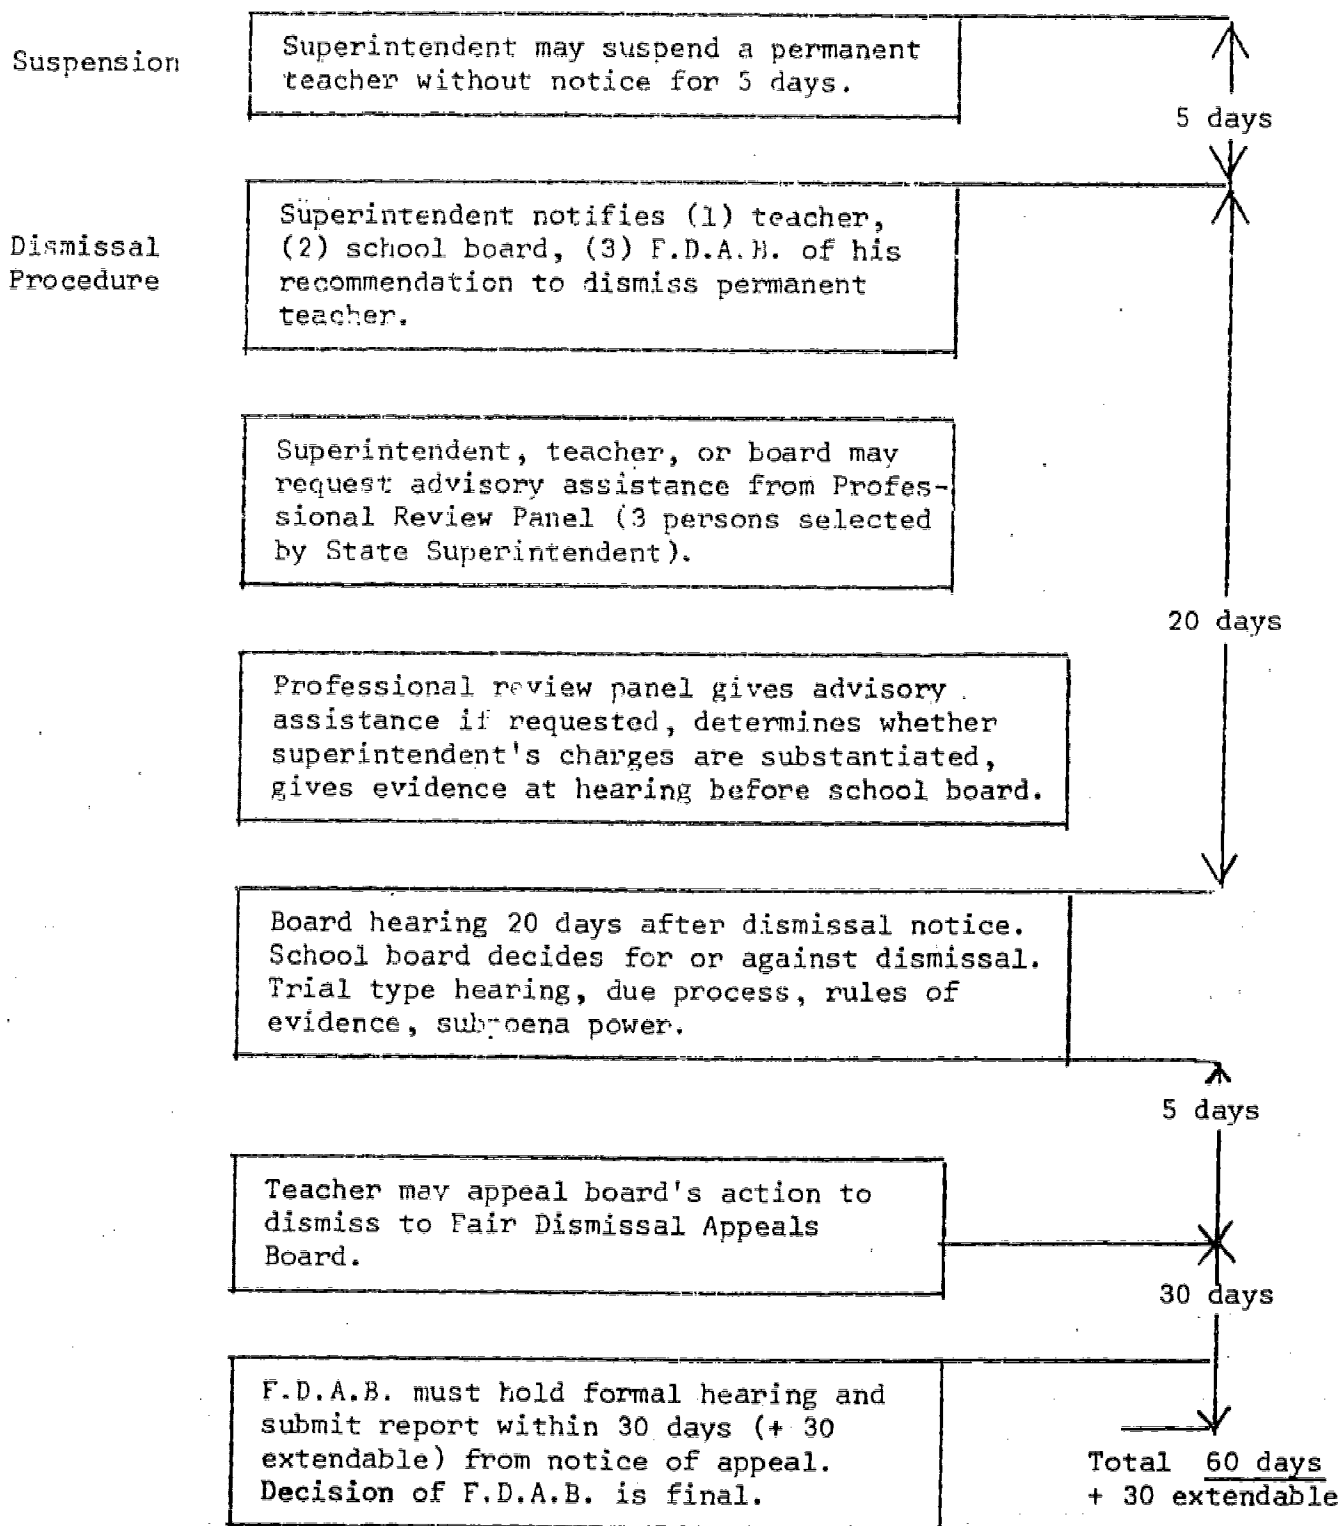 Suspension
Superintendent may suspend a permanent
teacher without notice for 5 days.
5 days
Dismissal
Procedure
Superintendent notifies (1) teacher,
(2) school board, (3) F.D.A.B. of his
recommendation to dismiss permanent
teacher.
Superintendent, teacher, or board may
request advisory assistance from Profes-
sional Review Panel (3 persons selected
by State Superintendent).
20 days
Professional review panel gives advisory
assistance if requested, determines whether
superintendent's charges are substantiated,
gives evidence at hearing before school board.
Board hearing 20 days after dismissal notice.
School board decides for or against dismissal.
Trial type hearing, due process, rules of
evidence, subpoena power.
5 days
Teacher may appeal board's action to
dismiss to Fair Dismissal Appeals
Board.
30 days
F.D.A.B. must hold formal hearing and
submit report within 30 days (+ 30
extendable) from notice of appeal.
Decision of F.D.A.B. is final.
Total 60 days
+ 30 extendable